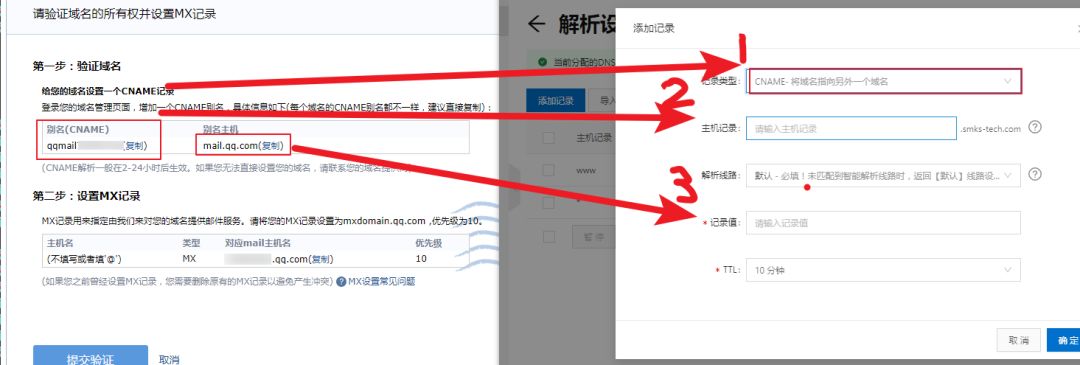 请验证域名的所有权并设置MX记录
第一步：验证域名
给您的域名设置一个CNAME记录
登录您的域名管理页面，增加一个CNAME别名，具体信息如下(每个域名的CNAME别名都不一样，建议直接复制)：
别名(CNAME) 别名主机
qqmail (复制) mail.qq.com(复制)
(CNAME解析一般在2-24小时后生效。如果您无法直接设置您的域名，请联系您的域名提
第二步：设置MX记录
MX记录用来指定由我们来对您的域名提供邮件服务。请将您的MX记录设置为mxdomain.qq.com ,优先级为10。
主机名 类型 对应mail主机名 优先级
(不填写或者填'@') MX .qq.com(复制) 10
(如果您之前曾经设置MX记录，您需要删除原有的MX记录以避免产生冲突) ? MX设置常见问题
提交验证 取消
解析设
当前分配的DNS
添加记录 导入
主机记录
www
暂停
添加记录
1
记录类型： CNAME- 将域名指向另外一个域名
2
主机记录： 请输入主机记录 .smks-tech.com ?
解析线路： 默认 - 必填！未匹配到智能解析线路时，返回【默认】线路设... ?
3
* 记录值： 请输入记录值
* TTL： 10 分钟
取消 确定